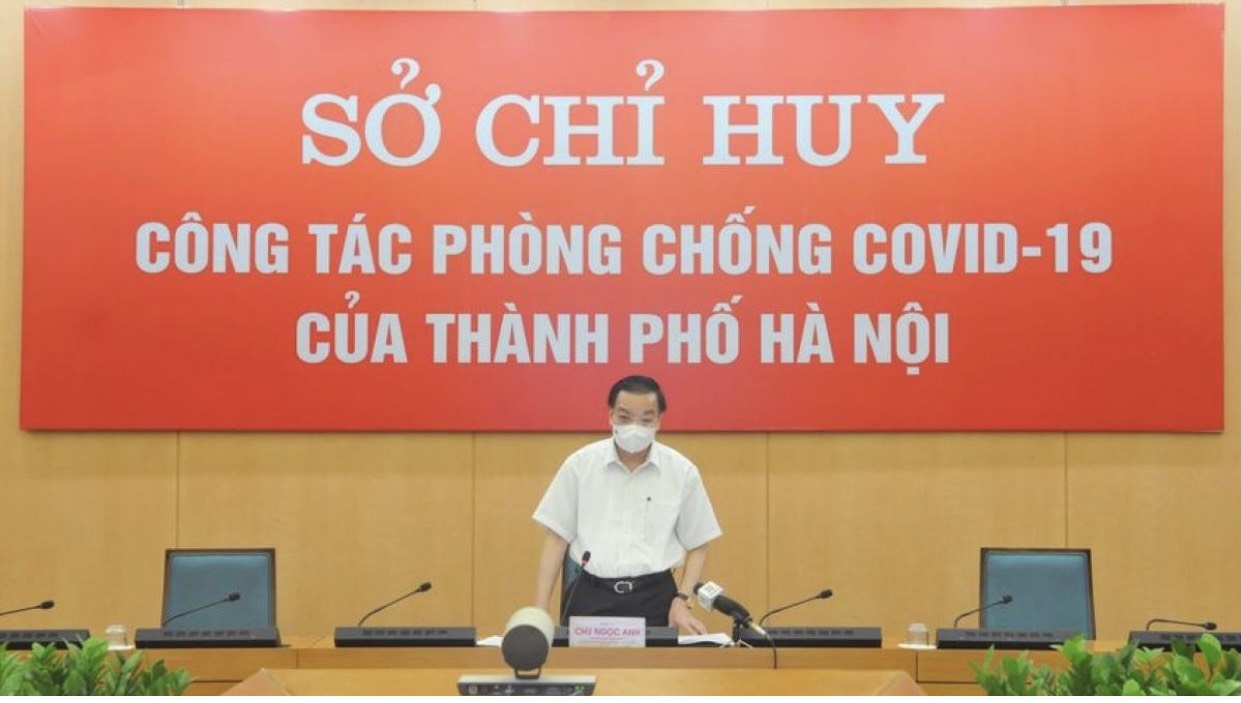 SỞ CHỈ HUY
CÔNG TÁC PHÒNG CHỐNG COVID-19
CỦA THÀNH PHỐ HÀ NỘI
CHU NGỌC ANH